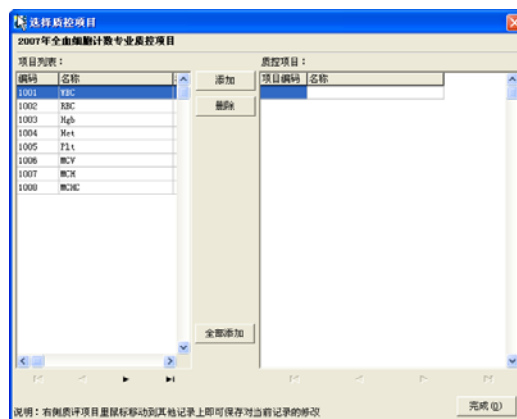 选择质控项目
2007年全血细胞计数专业质控项目
项目列表：
质控项目：
编码 名称
1001 WBC
1002 RBC
1003 Hgb
1004 Hct
1005 Plt
1006 MCV
1007 MCH
1008 MCHC
添加
删除
全部添加
项目编码 名称
说明：右侧质评项目里鼠标移动到其他记录上即可保存对当前记录的修改
完成(Q)